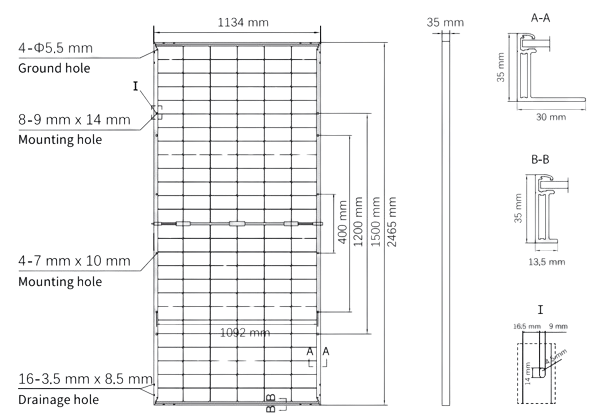 1134 mm
35 mm
A-A
4-Φ5,5 mm
Ground hole
I
8-9 mm x 14 mm
Mounting hole
35 mm
30 mm
B-B
400 mm
1200 mm
1500 mm
2465 mm
35 mm
13,5 mm
4-7 mm x 10 mm
Mounting hole
1092 mm
A A
I
16,5 mm 9 mm
14 mm
16-3.5 mm x 8.5 mm
Drainage hole
B B